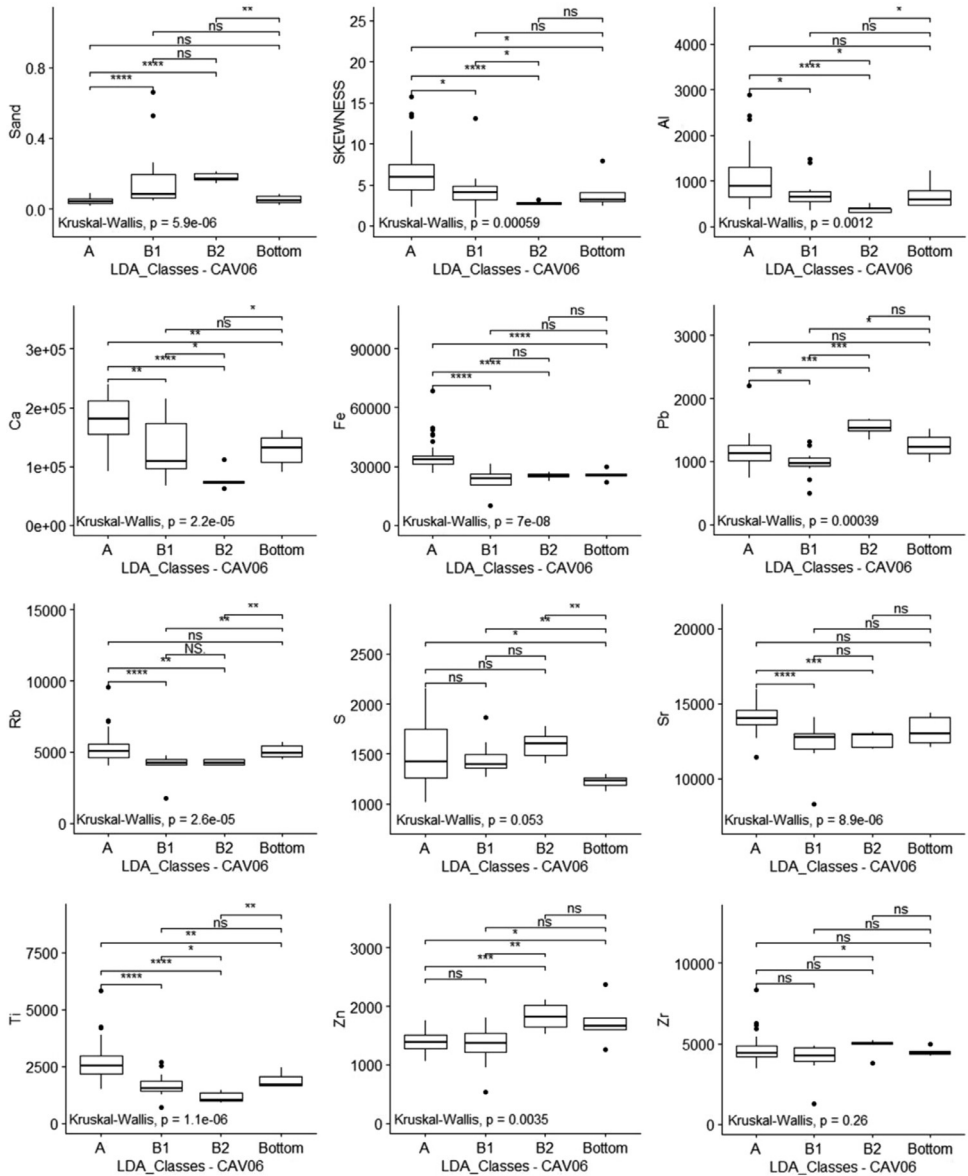 **
ns
ns
ns
****
****
0.8
0.4
0.0
Sand
Kruskal-Wallis, p = 5.9e-06
A B1 B2 Bottom
LDA_Classes - CAV06
ns
ns
*
*
****
*
25
20
15
10
5
0
SKEWNESS
Kruskal-Wallis, p = 0.00059
A B1 B2 Bottom
LDA_Classes - CAV06
*
ns
ns
*
****
*
4000
3000
2000
1000
0
Al
Kruskal-Wallis, p = 0.0012
A B1 B2 Bottom
LDA_Classes - CAV06
*
ns
**
*
****
**
3e+05
2e+05
1e+05
0e+00
Ca
Kruskal-Wallis, p = 2.2e-05
A B1 B2 Bottom
LDA_Classes - CAV06
ns
ns
****
ns
****
****
90000
60000
30000
0
Fe
Kruskal-Wallis, p = 7e-08
A B1 B2 Bottom
LDA_Classes - CAV06
ns
*
ns
***
***
*
3000
2000
1000
0
Pb
Kruskal-Wallis, p = 0.00039
A B1 B2 Bottom
LDA_Classes - CAV06
**
**
ns
NS.
**
****
15000
10000
5000
0
Rb
Kruskal-Wallis, p = 2.6e-05
A B1 B2 Bottom
LDA_Classes - CAV06
**
**
*
ns
ns
ns
2500
2000
1500
1000
S
Kruskal-Wallis, p = 0.053
A B1 B2 Bottom
LDA_Classes - CAV06
ns
ns
ns
ns
***
****
20000
15000
10000
Sr
Kruskal-Wallis, p = 8.9e-06
A B1 B2 Bottom
LDA_Classes - CAV06
**
ns
**
*
****
****
7500
5000
2500
0
Ti
Kruskal-Wallis, p = 1.1e-06
A B1 B2 Bottom
LDA_Classes - CAV06
ns
ns
*
**
***
ns
3000
2000
1000
0
Zn
Kruskal-Wallis, p = 0.0035
A B1 B2 Bottom
LDA_Classes - CAV06
ns
ns
ns
*
ns
ns
10000
5000
0
Zr
Kruskal-Wallis, p = 0.26
A B1 B2 Bottom
LDA_Classes - CAV06